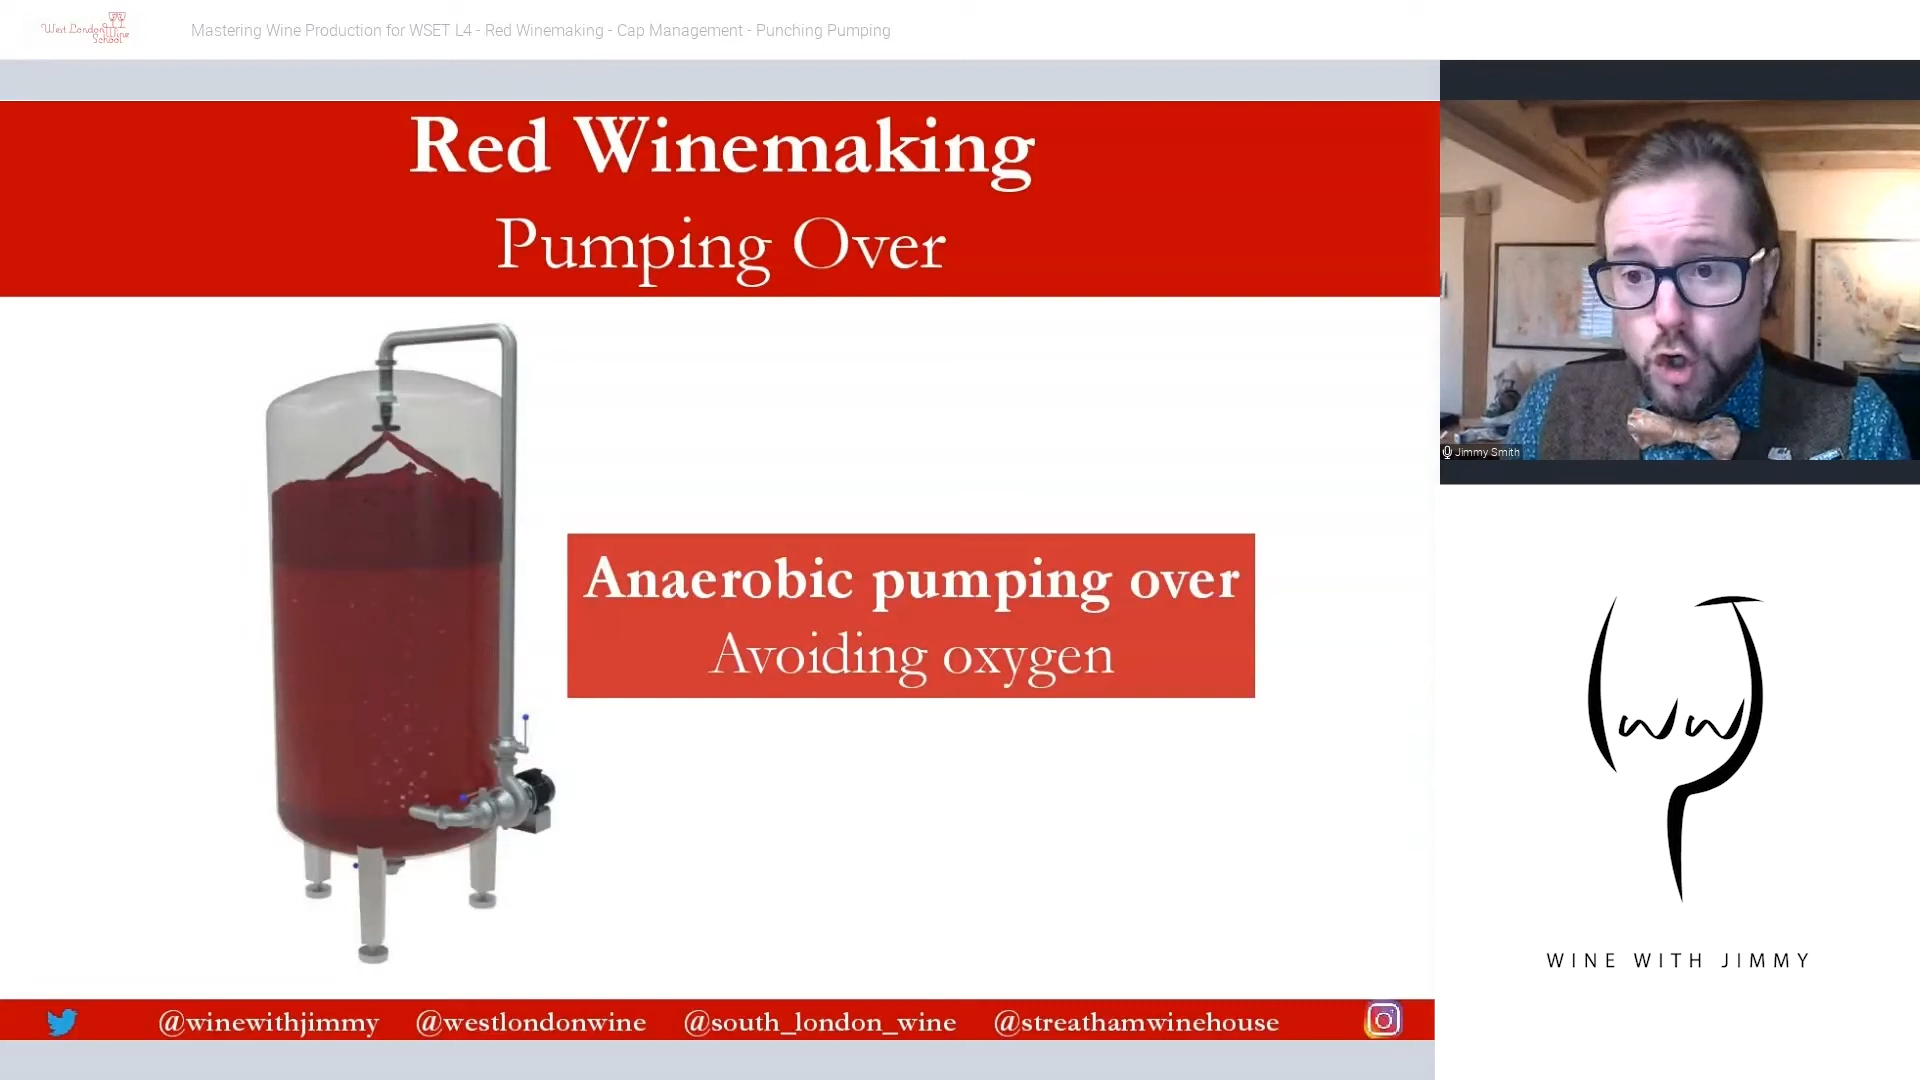 West London
Wine
School
Mastering Wine Production for WSET L4 - Red Winemaking - Cap Management - Punching Pumping
Red Winemaking
Pumping Over
Anaerobic pumping over
Avoiding oxygen
Jimmy Smith
WINE WITH JIMMY
@winewithjimmy @westlondonwine @south_london_wine @streathamwinehouse